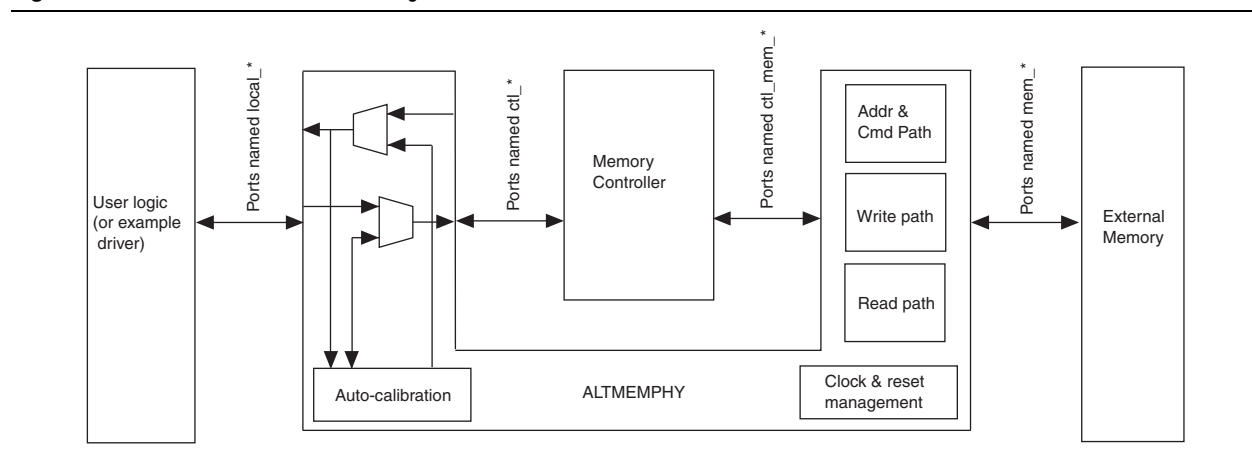 User logic
(or example
driver)
Ports named local_*
Ports named ctl_*
Memory
Controller
Ports named ctl_mem_*
Addr &
Cmd Path
Write path
Read path
Ports named mem_*
External
Memory
Auto-calibration
ALTMEMPHY
Clock & reset
management